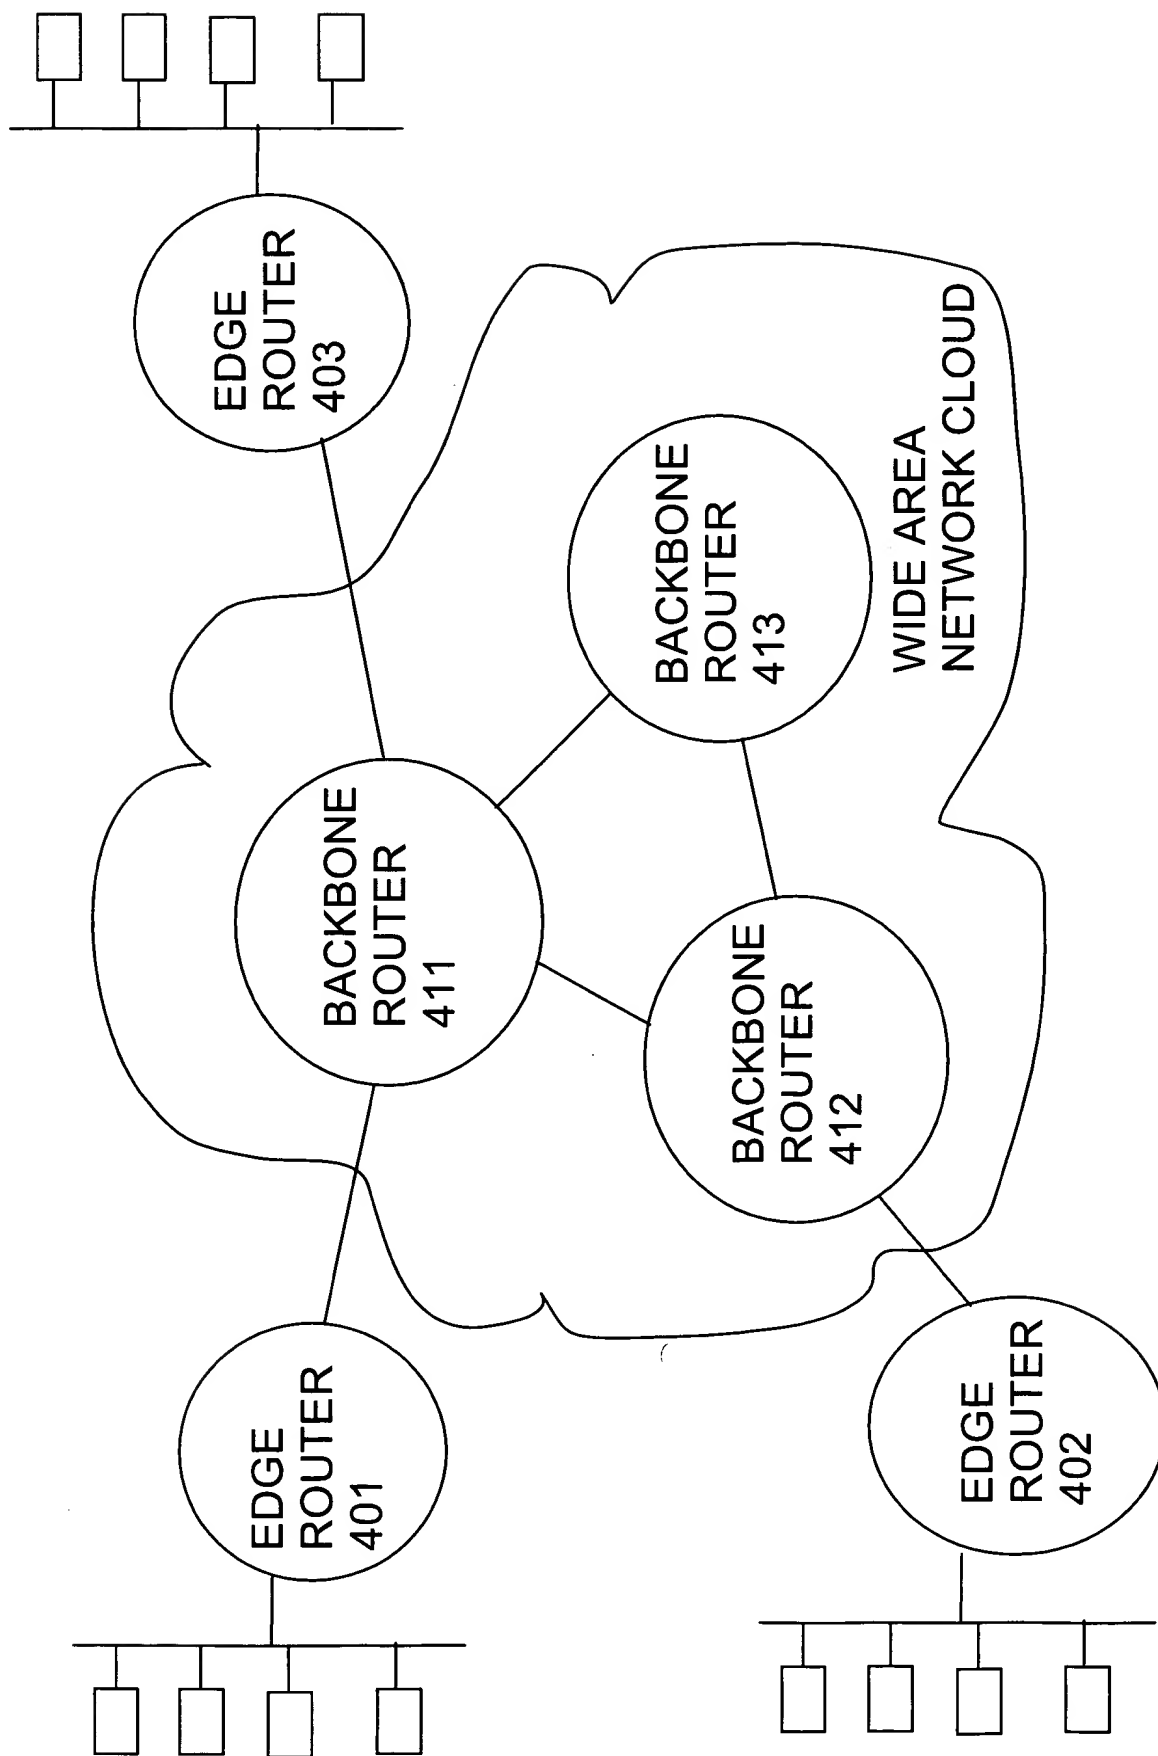 EDGE
ROUTER
401
BACKBONE
ROUTER
411
EDGE
ROUTER
403
BACKBONE
ROUTER
412
BACKBONE
ROUTER
413
WIDE AREA
NETWORK CLOUD
EDGE
ROUTER
402